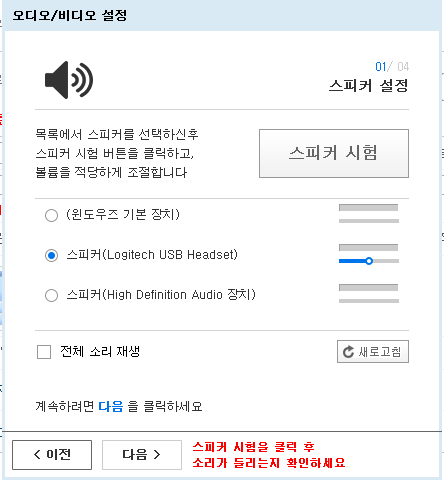 오디오/비디오 설정
01/ 04
스피커 설정
목록에서 스피커를 선택하신후
스피커 시험 버튼을 클릭하고,
볼륨을 적당하게 조절합니다
스피커 시험
(윈도우즈 기본 장치)
스피커(Logitech USB Headset)
스피커(High Definition Audio 장치)
전체 소리 재생
새로고침
계속하려면 다음 을 클릭하세요
< 이전
다음 >
스피커 시험을 클릭 후
소리가 들리는지 확인하세요